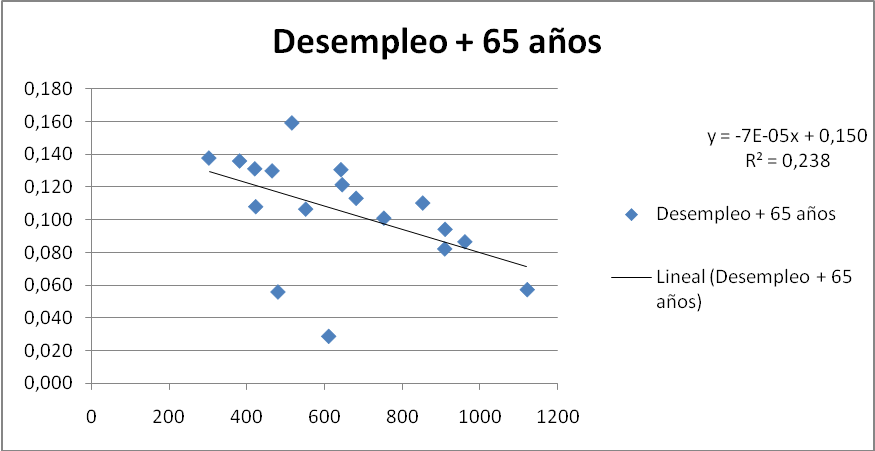 Desempleo + 65 años
0,180
0,160
0,140
0,120
0,100
0,080
0,060
0,040
0,020
0,000
0 200 400 600 800 1000 1200
y = -7E-05x + 0,150
R² = 0,238
Desempleo + 65 años
Lineal (Desempleo + 65
años)